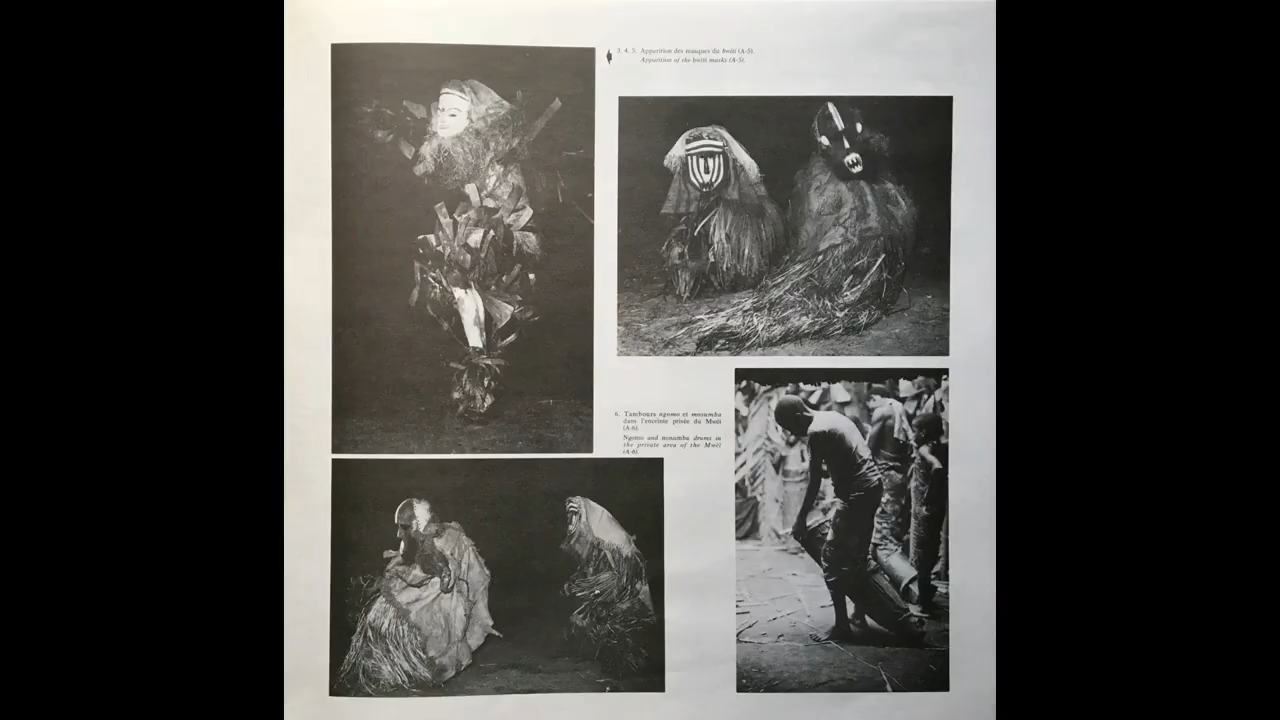 3, 4, 5. Apparition des masques du bwiti (A-5).
Apparition of the bwiti masks (A-5).
6. Tambours ngomo et mosumba
dans l'enceinte privée du Mwéi
(A-6).
Ngomo and mosumba drums in
the private area of the Mwéi
(A-6).